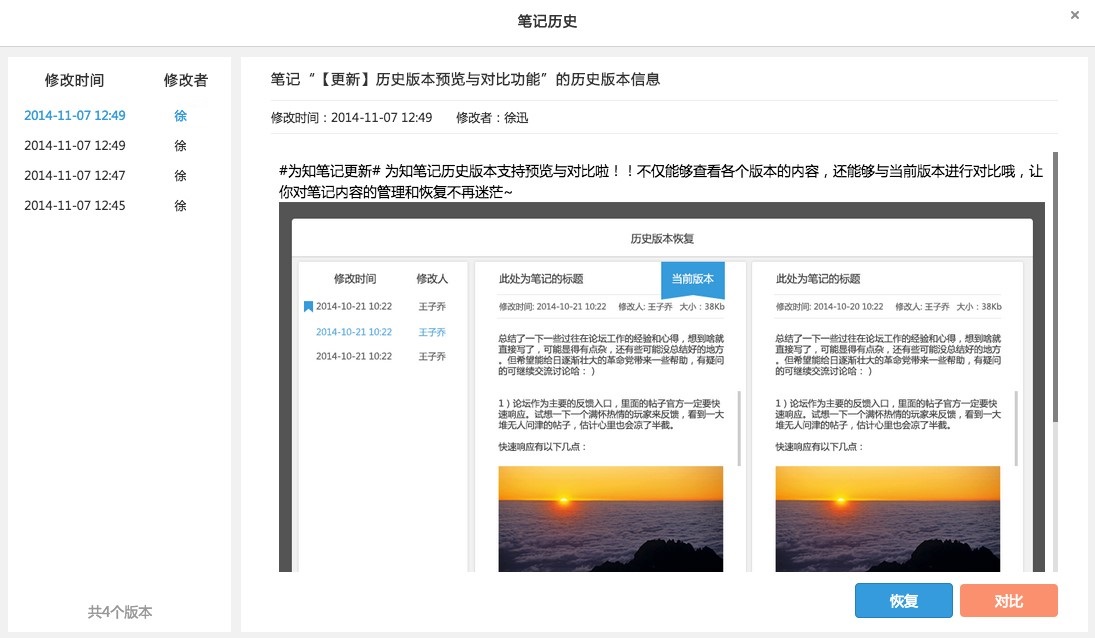 笔记历史
×
修改时间 修改者
2014-11-07 12:49 徐
2014-11-07 12:49 徐
2014-11-07 12:47 徐
2014-11-07 12:45 徐
共4个版本
笔记“【更新】历史版本预览与对比功能”的历史版本信息
修改时间：2014-11-07 12:49 修改者：徐迅
#为知笔记更新# 为知笔记历史版本支持预览与对比啦！！不仅能够查看各个版本的内容，还能够与当前版本进行对比哦，让
你对笔记内容的管理和恢复不再迷茫~
历史版本恢复
修改时间 修改人
2014-10-21 10:22 王子乔
2014-10-21 10:22 王子乔
2014-10-21 10:22 王子乔
此处为笔记的标题
当前版本
修改时间: 2014-10-21 10:22 修改人: 王子乔 大小：38Kb
总结了一下一些过往在论坛工作的经验和心得，想到啥就
直接写了，可能显得有点杂，还有些可能没总结好的地方
。但希望能给日逐渐壮大的革命党带来一些帮助，有疑问
的可继续交流讨论哈：）
1）论坛作为主要的反馈入口，里面的帖子官方一定要快
速响应。试想一下一个满怀热情的玩家来反馈，看到一大
堆无人问津的帖子，估计心里也会凉了半截。
快速响应有以下几点：
此处为笔记的标题
修改时间: 2014-10-20 10:22 修改人: 王子乔 大小：38Kb
总结了一下一些过往在论坛工作的经验和心得，想到啥就
直接写了，可能显得有点杂，还有些可能没总结好的地方
。但希望能给日逐渐壮大的革命党带来一些帮助，有疑问
的可继续交流讨论哈：）
1）论坛作为主要的反馈入口，里面的帖子官方一定要快
速响应。试想一下一个满怀热情的玩家来反馈，看到一大
堆无人问津的帖子，估计心里也会凉了半截。
快速响应有以下几点：
恢复
对比